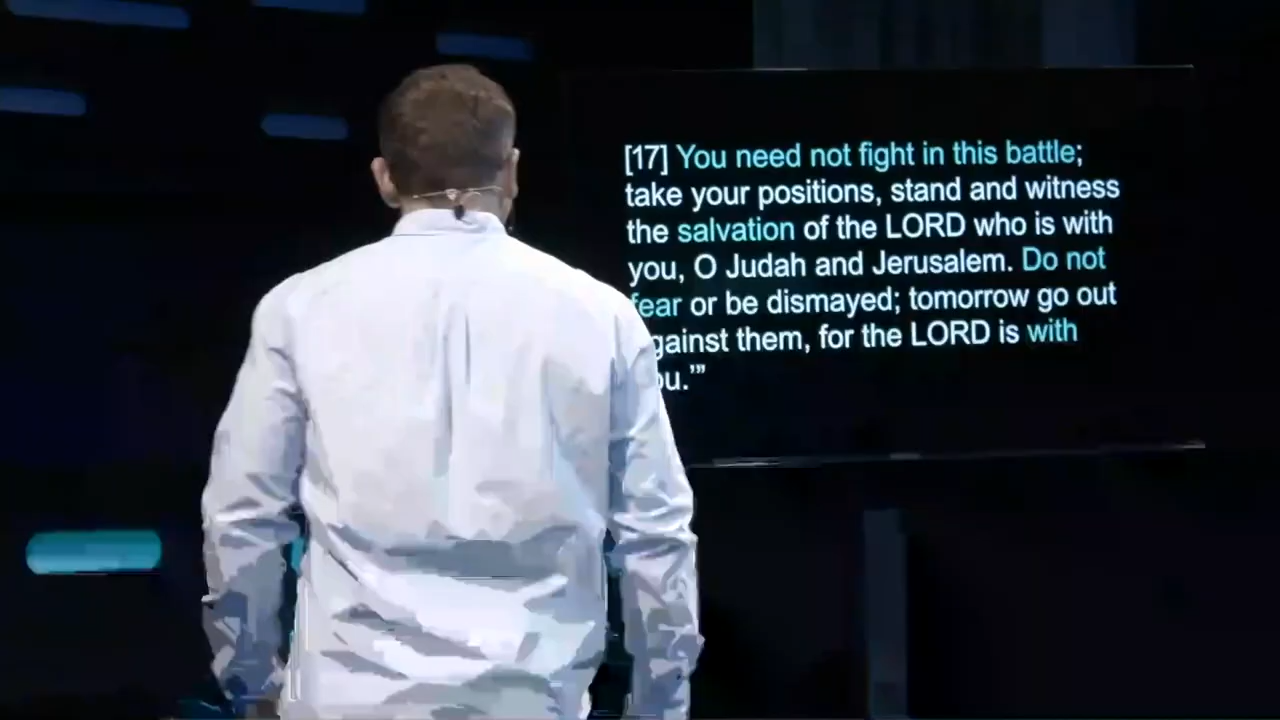 [17] You need not fight in this battle;
take your positions, stand and witness
the salvation of the LORD who is with
you, O Judah and Jerusalem. Do not
fear or be dismayed; tomorrow go out
against them, for the LORD is with
you.’”